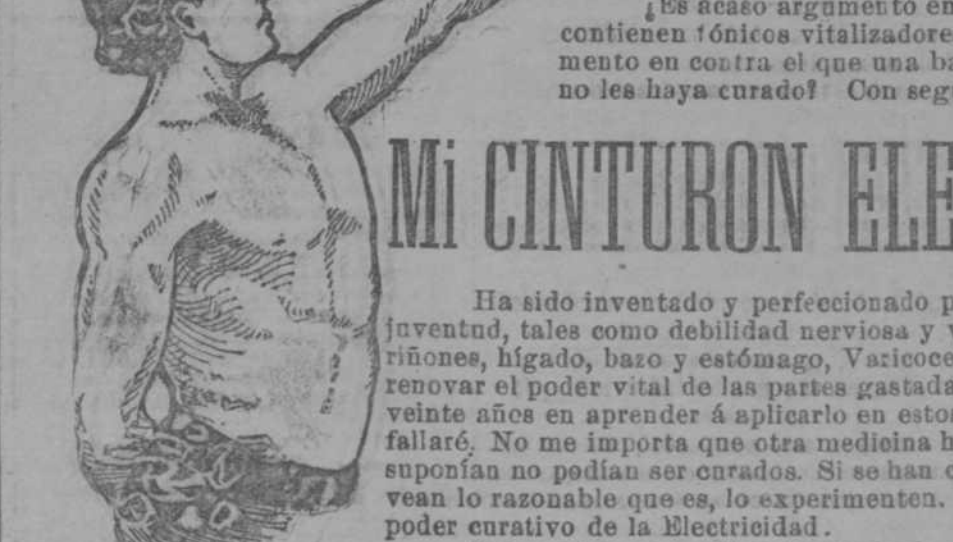 ¿Es acaso argumento en
contienen tónicos vitalizadore
mento en contra el que una ba
no les haya curado? Con seg
Mi CINTURON ELE
Ha sido inventado y perfeccionado p
juventud, tales como debilidad nerviosa y v
riñones, hígado, bazo y estómago, Varicoce
renovar el poder vital de las partes gastada
veinte años en aprender á aplicarlo en esto
fallaré. No me importa que otra medicina h
suponían no podían ser curados. Si se han
vean lo razonable que es, lo experimenten.
poder curativo de la Electricidad.